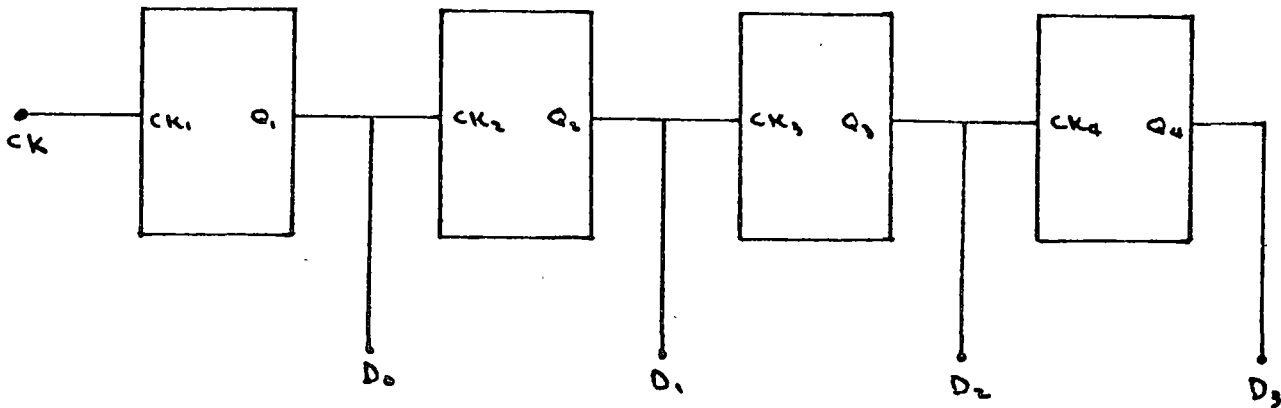 CK CK₁ Q₁ CK₂ Q₂ CK₃ Q₃ CK₄ Q₄
D₀ D₁ D₂ D₃